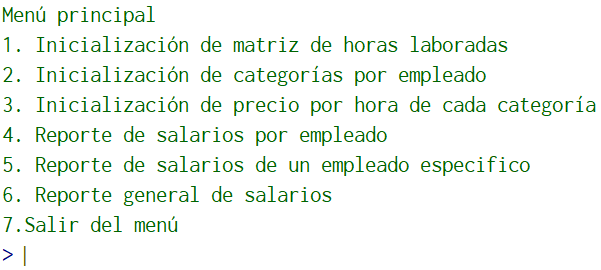 Menú principal
1. Inicialización de matriz de horas laboradas
2. Inicialización de categorías por empleado
3. Inicialización de precio por hora de cada categoría
4. Reporte de salarios por empleado
5. Reporte de salarios de un empleado especifico
6. Reporte general de salarios
7.Salir del menú
>